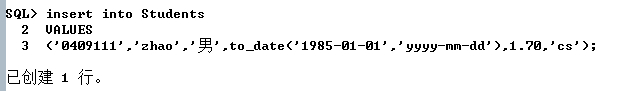 SQL> insert into Students
2 VALUES
3 ('0409111','zhao','男',to_date('1985-01-01','yyyy-mm-dd'),1.70,'cs');
已创建 1 行。